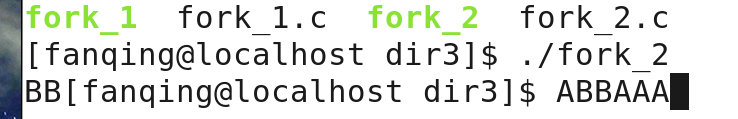 fork_1  fork_1.c  fork_2  fork_2.c
[fanqing@localhost dir3]$ ./fork_2
BB[fanqing@localhost dir3]$ ABBAAA